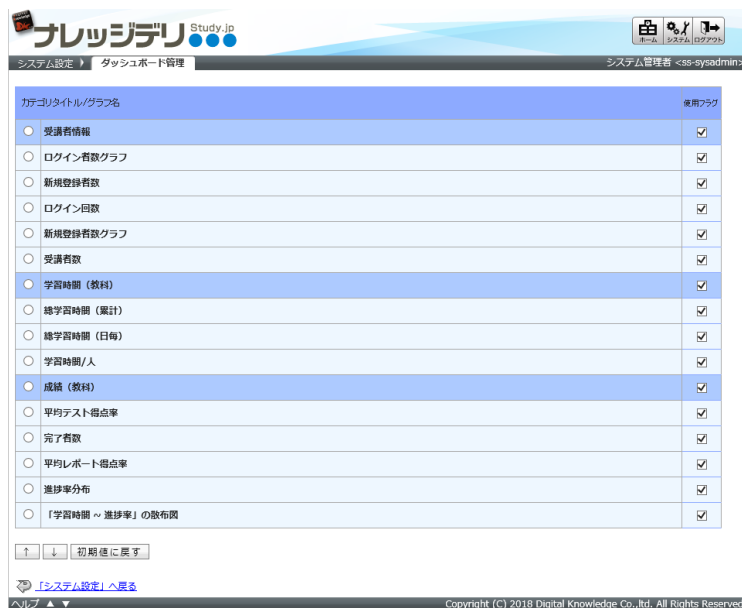 ナレッジデリ Study.jp
ホーム システム ログアウト
システム設定 ダッシュボード管理 システム管理者 <ss-sysadmin>
カテゴリタイトル/グラフ名 使用フラグ
受講者情報
ログイン者数グラフ
新規登録者数
ログイン回数
新規登録者数グラフ
受講者数
学習時間（教科）
総学習時間（累計）
総学習時間（日毎）
学習時間/人
成績（教科）
平均テスト得点率
完了者数
平均レポート得点率
進捗率分布
「学習時間 ~ 進捗率」の散布図
↑ ↓ 初期値に戻す
「システム設定」へ戻る
ヘルプ ▲ ▼ Copyright (C) 2018 Digital Knowledge Co.,ltd. All Rights Reserved